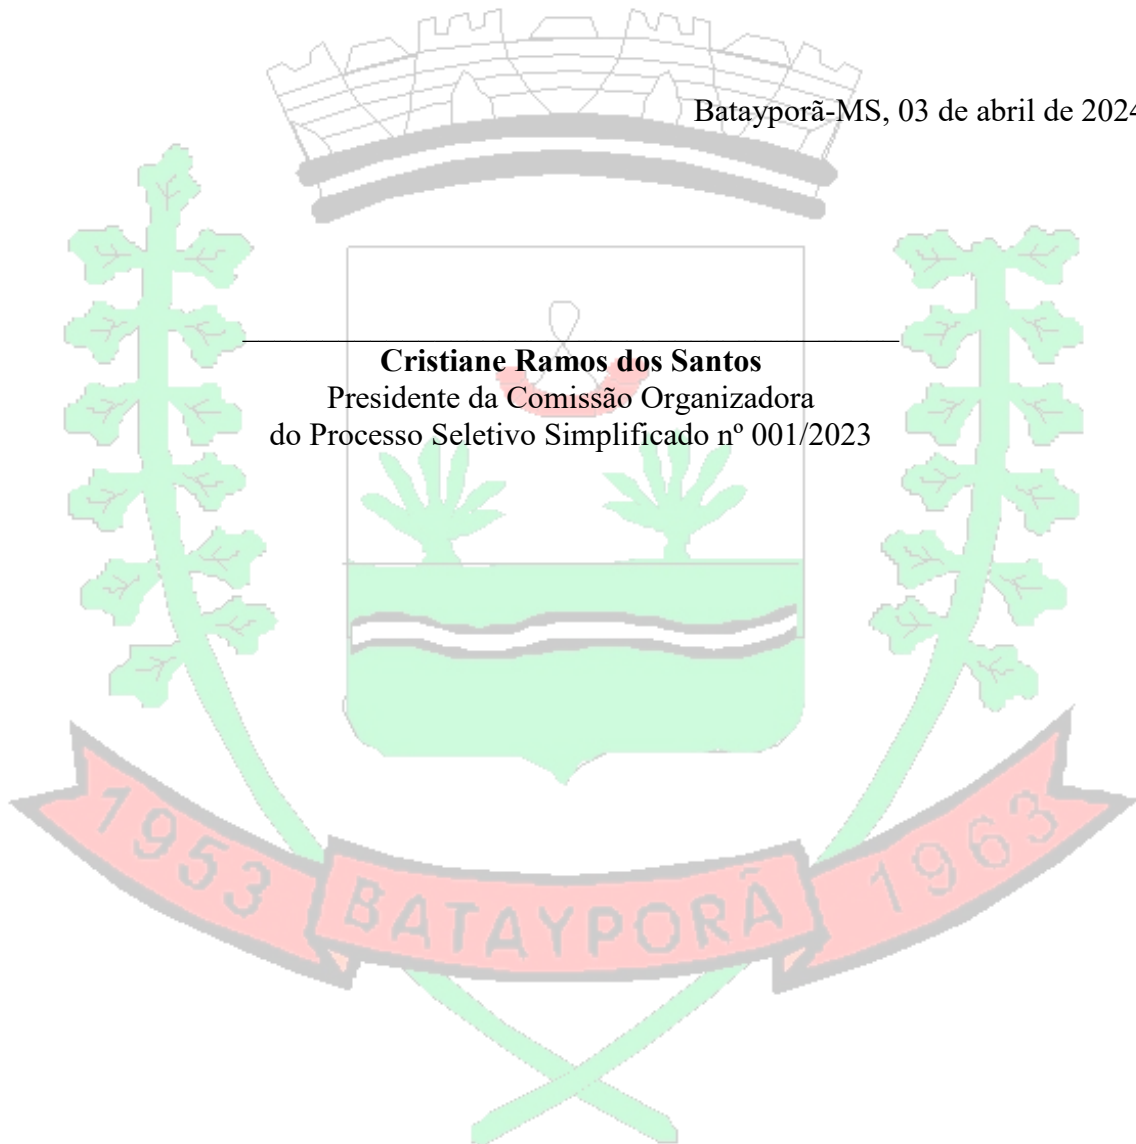 Batayporã-MS, 03 de abril de 2024
Cristiane Ramos dos Santos
Presidente da Comissão Organizadora
do Processo Seletivo Simplificado nº 001/2023
1953
BATAYPORÃ
1963